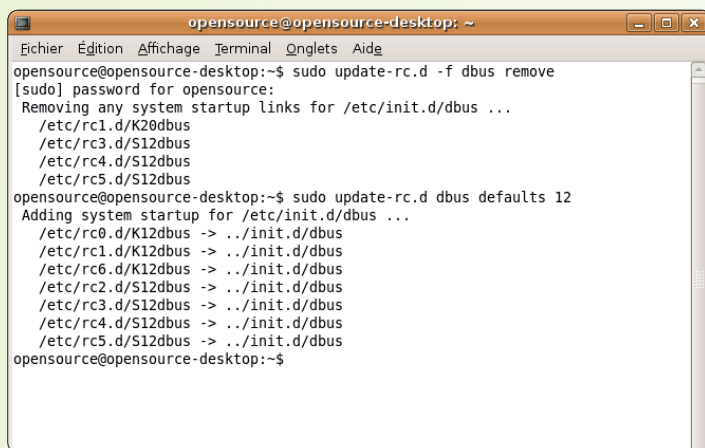 opensource@opensource-desktop: ~
Fichier Édition Affichage Terminal Onglets Aide
opensource@opensource-desktop:~$ sudo update-rc.d -f dbus remove
[sudo] password for opensource:
 Removing any system startup links for /etc/init.d/dbus ...
   /etc/rc1.d/K20dbus
   /etc/rc3.d/S12dbus
   /etc/rc4.d/S12dbus
   /etc/rc5.d/S12dbus
opensource@opensource-desktop:~$ sudo update-rc.d dbus defaults 12
 Adding system startup for /etc/init.d/dbus ...
   /etc/rc0.d/K12dbus -> ../init.d/dbus
   /etc/rc1.d/K12dbus -> ../init.d/dbus
   /etc/rc6.d/K12dbus -> ../init.d/dbus
   /etc/rc2.d/S12dbus -> ../init.d/dbus
   /etc/rc3.d/S12dbus -> ../init.d/dbus
   /etc/rc4.d/S12dbus -> ../init.d/dbus
   /etc/rc5.d/S12dbus -> ../init.d/dbus
opensource@opensource-desktop:~$